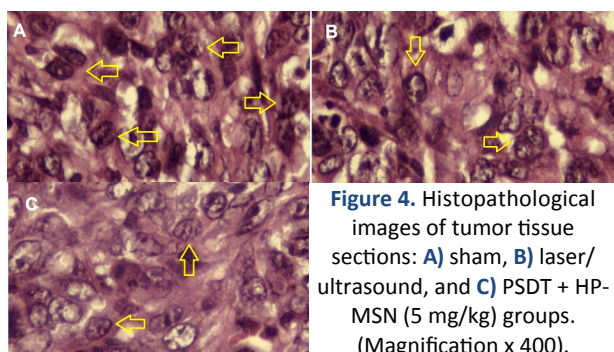 A
B
C
Figure 4. Histopathological
images of tumor tissue
sections: A) sham, B) laser/
ultrasound, and C) PSDT + HP-
MSN (5 mg/kg) groups.
(Magnification x 400).